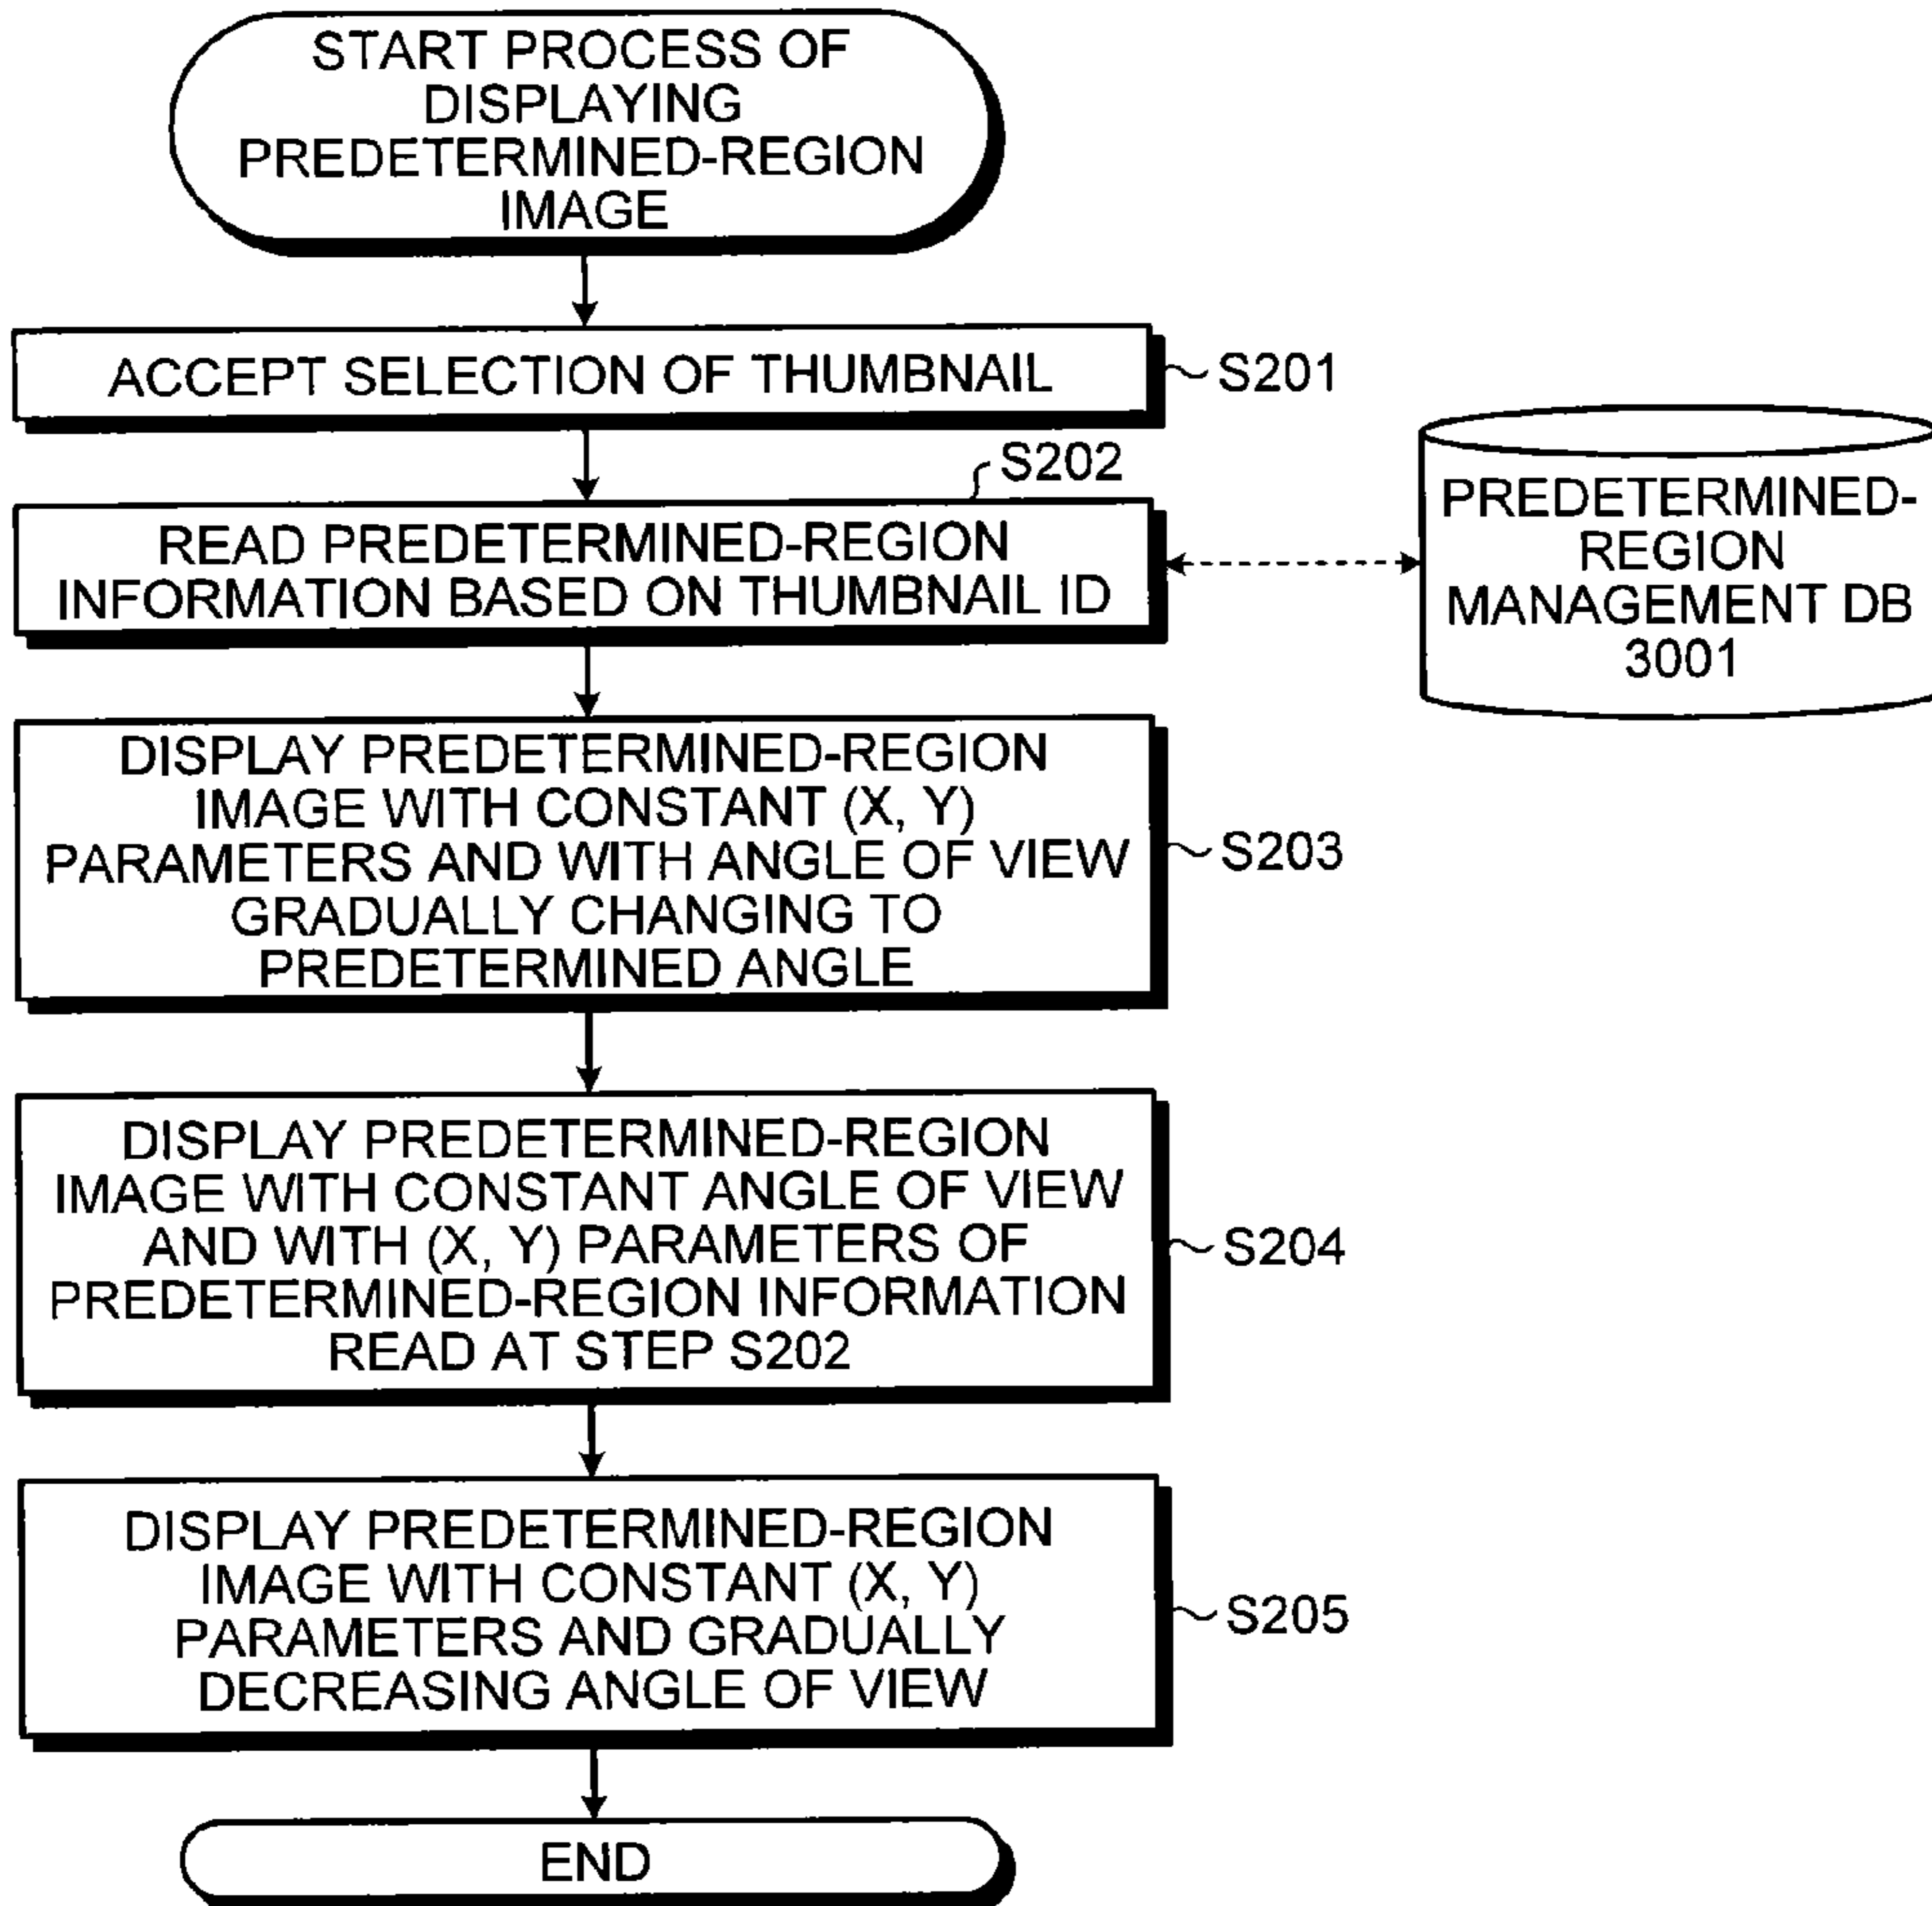 START PROCESS OF
DISPLAYING
PREDETERMINED-REGION
IMAGE
ACCEPT SELECTION OF THUMBNAIL
S201
S202
READ PREDETERMINED-REGION
INFORMATION BASED ON THUMBNAIL ID
PREDETERMINED-
REGION
MANAGEMENT DB
3001
DISPLAY PREDETERMINED-REGION
IMAGE WITH CONSTANT (X, Y)
PARAMETERS AND WITH ANGLE OF VIEW
GRADUALLY CHANGING TO
PREDETERMINED ANGLE
S203
DISPLAY PREDETERMINED-REGION
IMAGE WITH CONSTANT ANGLE OF VIEW
AND WITH (X, Y) PARAMETERS OF
PREDETERMINED-REGION INFORMATION
READ AT STEP S202
S204
DISPLAY PREDETERMINED-REGION
IMAGE WITH CONSTANT (X, Y)
PARAMETERS AND GRADUALLY
DECREASING ANGLE OF VIEW
S205
END